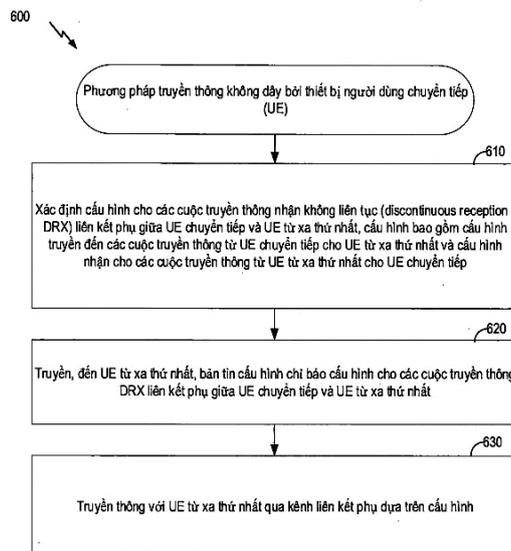 600
Phương pháp truyền thông không dây bởi thiết bị người dùng chuyển tiếp
(UE)
610
Xác định cấu hình cho các cuộc truyền thông nhận không liên tục (discontinuous reception -
DRX) liên kết phụ giữa UE chuyển tiếp và UE từ xa thứ nhất, cấu hình bao gồm cấu hình
truyền đến các cuộc truyền thông từ UE chuyển tiếp cho UE từ xa thứ nhất và cấu hình
nhận cho các cuộc truyền thông từ UE từ xa thứ nhất cho UE chuyển tiếp
620
Truyền, đến UE từ xa thứ nhất, bản tin cấu hình chỉ báo cấu hình cho các cuộc truyền thông
DRX liên kết phụ giữa UE chuyển tiếp và UE từ xa thứ nhất
630
Truyền thông với UE từ xa thứ nhất qua kênh liên kết phụ dựa trên cấu hình